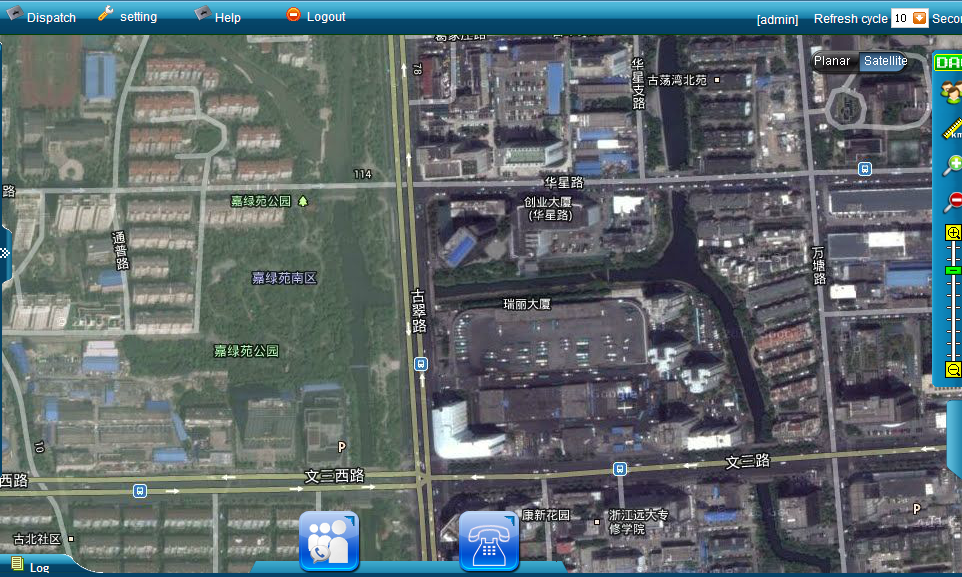 Dispatch
setting
Help
Logout
[admin]
Refresh cycle
10
Planar
Satellite
78
华星支路
古荡湾北苑
114
华星路
嘉绿苑公园
创业大厦
(华星路)
通普路
嘉绿苑南区
万塘路
古翠路
瑞丽大厦
嘉绿苑公园
Google
10
P
文三西路
文三路
西路
路
P
康新花园
浙江远大专
修学院
古北社区
Log